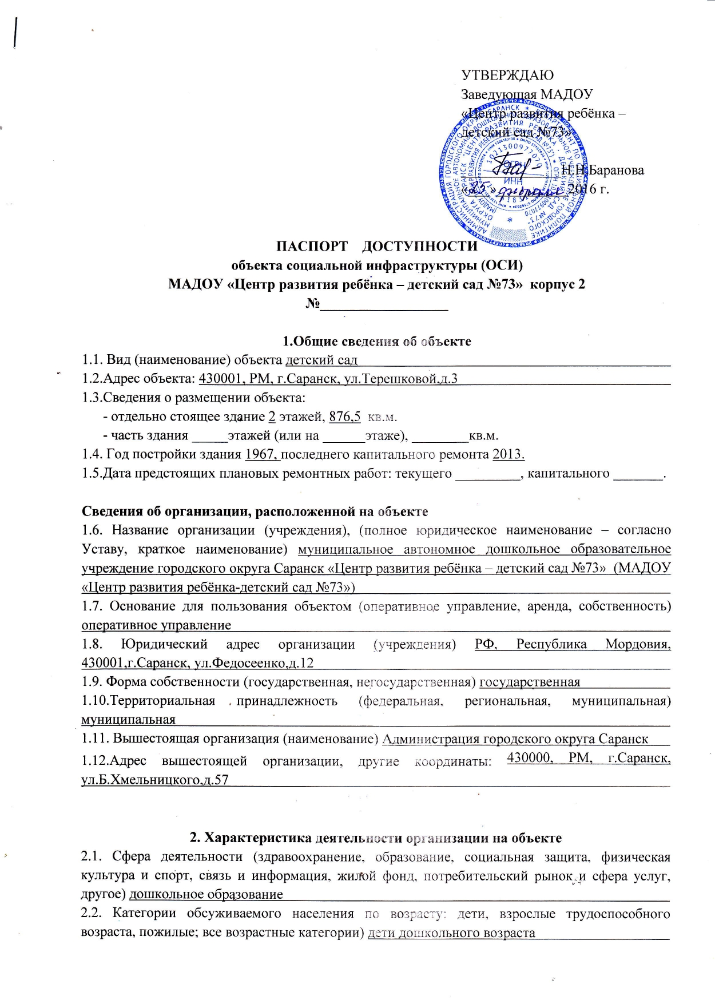 УТВЕРЖДАЮ
Заведующая МАДОУ
«Центр развития ребёнка –
детский сад №73»
Н.Н.Баранова
«25» 2016 г.
1021300977070
ОГРН
ИНН
ПАСПОРТ ДОСТУПНОСТИ
объекта социальной инфраструктуры (ОСИ)
МАДОУ «Центр развития ребёнка – детский сад №73» корпус 2
№__________________
1.Общие сведения об объекте
1.1. Вид (наименование) объекта детский сад
1.2.Адрес объекта: 430001, РМ, г.Саранск, ул.Терешковой,д.3
1.3.Сведения о размещении объекта:
- отдельно стоящее здание 2 этажей, 876,5 кв.м.
- часть здания _____этажей (или на ______этаже), ________кв.м.
1.4. Год постройки здания 1967, последнего капитального ремонта 2013.
1.5.Дата предстоящих плановых ремонтных работ: текущего _________, капитального _______.
Сведения об организации, расположенной на объекте
1.6. Название организации (учреждения), (полное юридическое наименование – согласно
Уставу, краткое наименование) муниципальное автономное дошкольное образовательное
учреждение городского округа Саранск «Центр развития ребёнка – детский сад №73» (МАДОУ
«Центр развития ребёнка-детский сад №73»)
1.7. Основание для пользования объектом (оперативное управление, аренда, собственность)
оперативное управление
1.8. Юридический адрес организации (учреждения) РФ, Республика Мордовия,
430001,г.Саранск, ул.Федосеенко,д.12
1.9. Форма собственности (государственная, негосударственная) государственная
1.10.Территориальная принадлежность (федеральная, региональная, муниципальная)
муниципальная
1.11. Вышестоящая организация (наименование) Администрация городского округа Саранск
1.12.Адрес вышестоящей организации, другие координаты: 430000, РМ, г.Саранск,
ул.Б.Хмельницкого,д.57
2. Характеристика деятельности организации на объекте
2.1. Сфера деятельности (здравоохранение, образование, социальная защита, физическая
культура и спорт, связь и информация, жилой фонд, потребительский рынок и сфера услуг,
другое) дошкольное образование
2.2. Категории обсуживаемого населения по возрасту: дети, взрослые трудоспособного
возраста, пожилые; все возрастные категории) дети дошкольного возраста